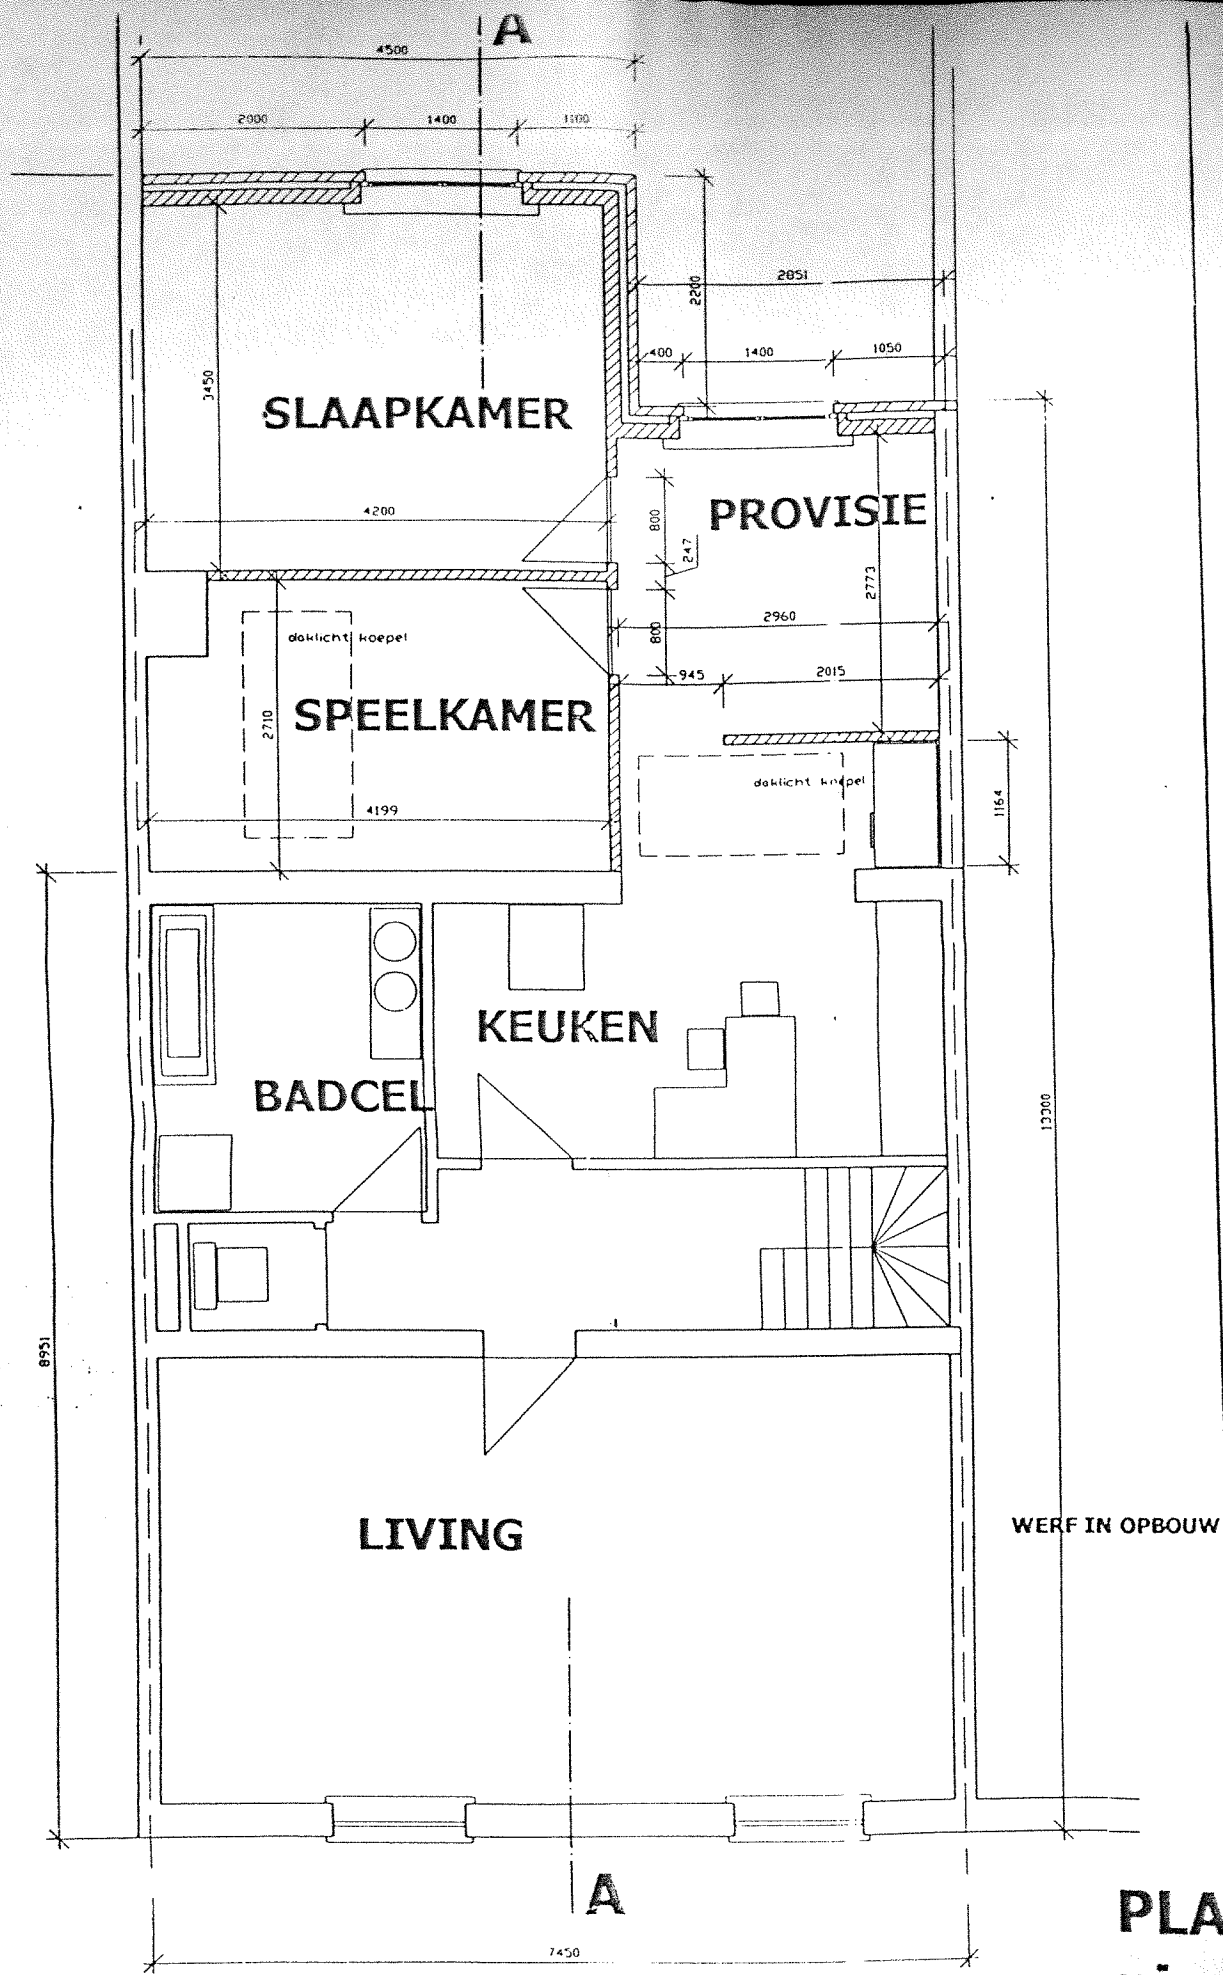 A
4500
2000 1400 1100
2851
2200
400 1400 1050
3450
SLAAPKAMER
PROVISIE
4200
800
247
2773
2960
800
daklicht koepel
945 2015
SPEELKAMER
2710
daklicht koepel
1164
4199
KEUKEN
BADCEL
13300
8951
LIVING
WERF IN OPBOUW
A
PLA
7450